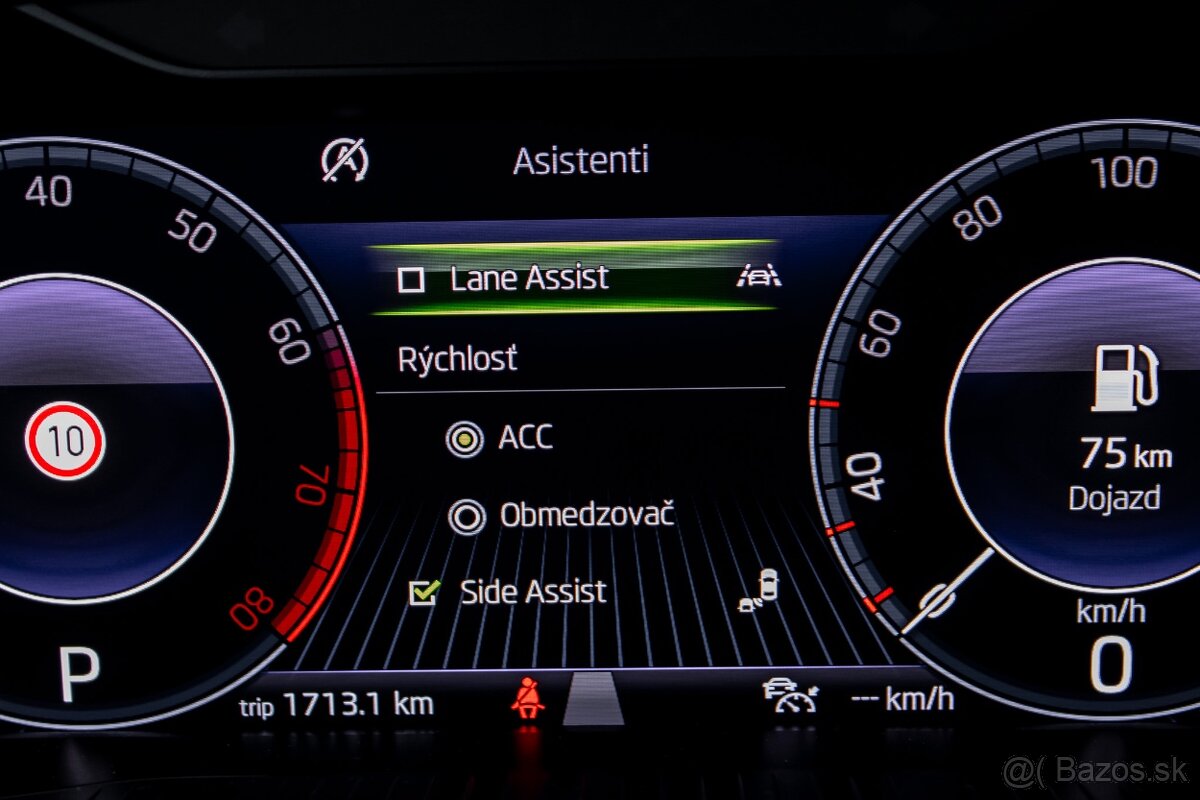 Asistenti
40
50
60
70
80
10
P
Lane Assist
Rýchlosť
ACC
Obmedzovač
Side Assist
trip 1713.1 km
--- km/h
100
80
60
40
0
75 km
Dojazd
km/h
0
@( Bazos.sk